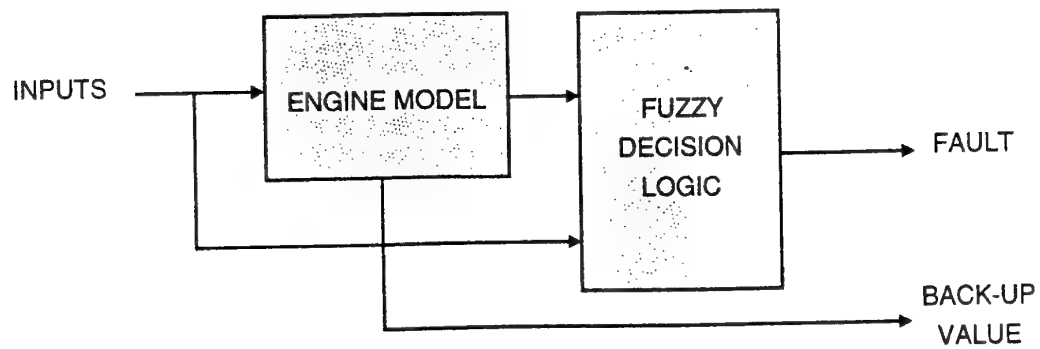 INPUTS
ENGINE MODEL
FUZZY
DECISION
LOGIC
FAULT
BACK-UP
VALUE